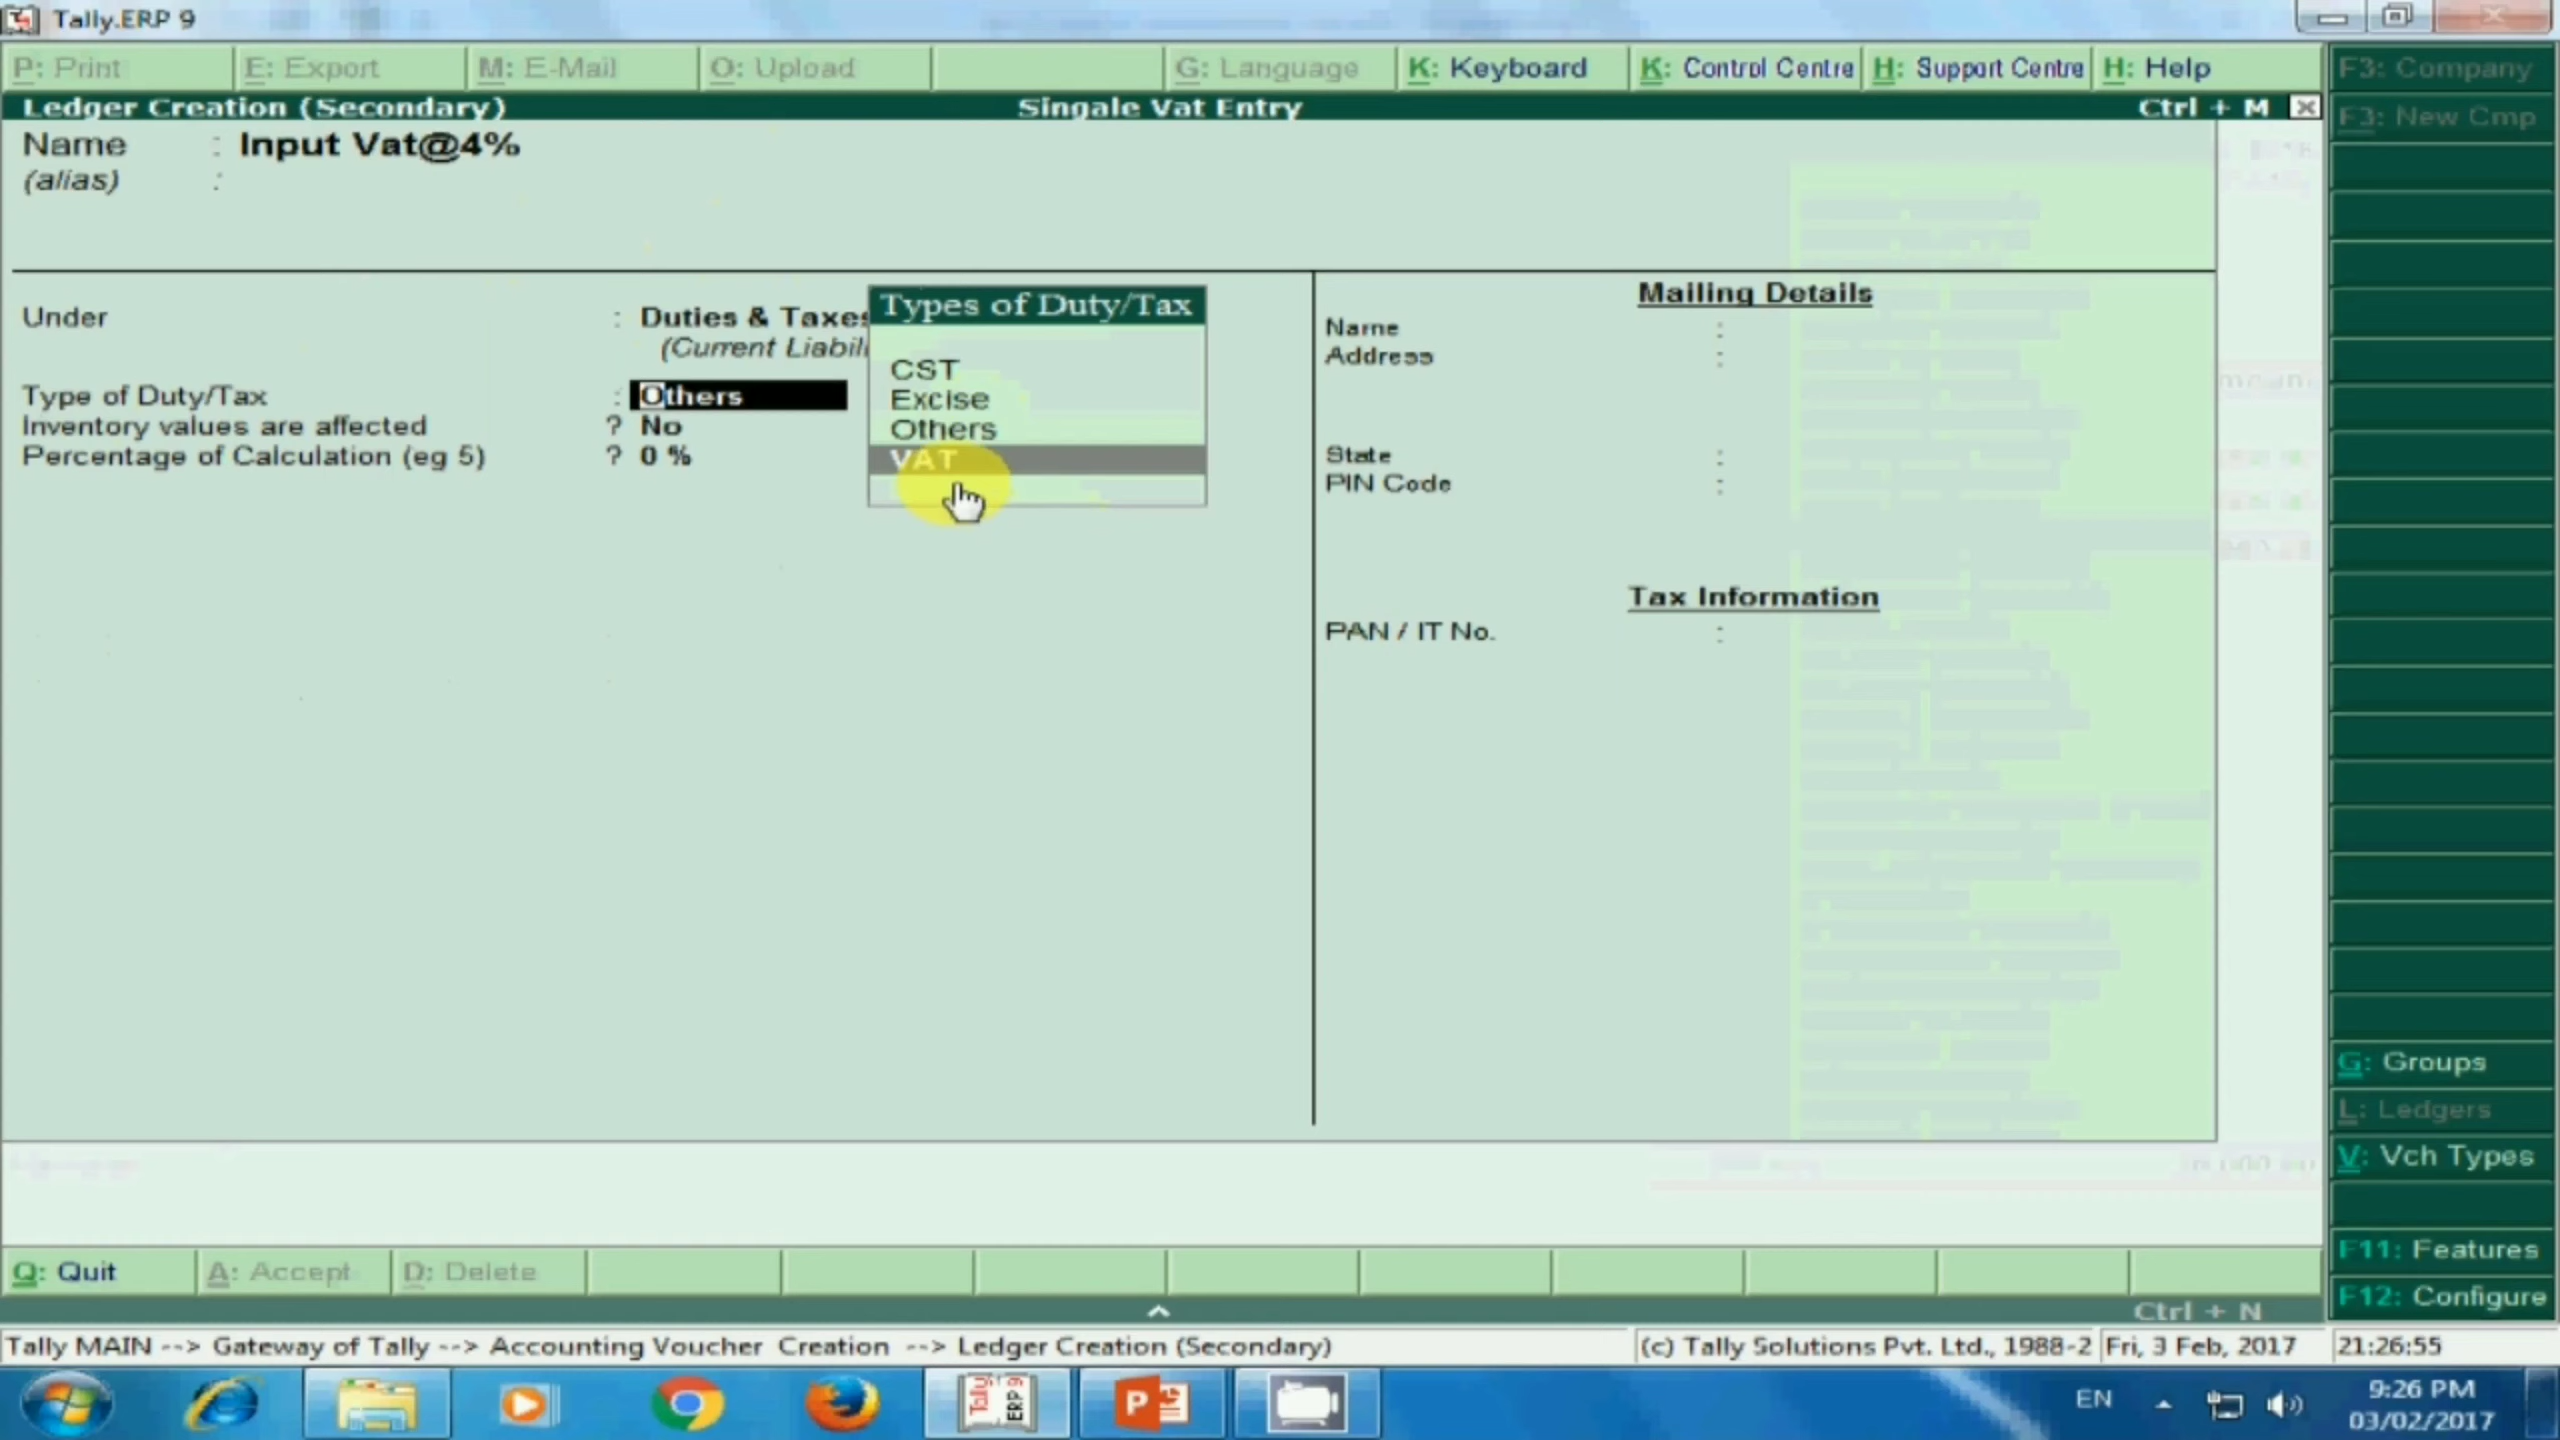 Tally.ERP 9
P: Print E: Export M: E-Mail O: Upload G: Language K: Keyboard K: Control Centre H: Support Centre H: Help F3: Company
Ledger Creation (Secondary) Singale Vat Entry Ctrl + M
F3: New Cmp
Name : Input Vat@4%
(alias) :
Under : Duties & Taxes
(Current Liabili
Types of Duty/Tax
CST
Excise
Others
VAT
Type of Duty/Tax : Others
Inventory values are affected ? No
Percentage of Calculation (eg 5) ? 0 %
Mailing Details
Name :
Address :
State :
PIN Code :
Tax Information
PAN / IT No. :
G: Groups
L: Ledgers
V: Vch Types
F11: Features
F12: Configure
Q: Quit A: Accept D: Delete
Ctrl + N
Tally MAIN --> Gateway of Tally --> Accounting Voucher Creation --> Ledger Creation (Secondary) (c) Tally Solutions Pvt. Ltd., 1988-2 Fri, 3 Feb, 2017 21:26:55
Tally ERP 9
P
EN
9:26 PM
03/02/2017